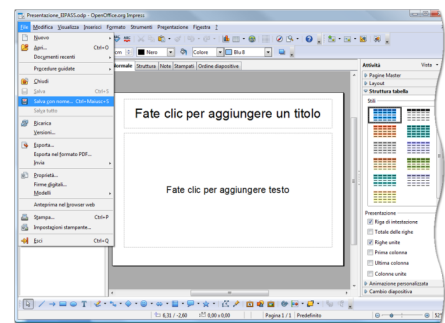 Presentazione_EIPASS.odp - OpenOffice.org Impress
File Modifica Visualizza Inserisci Formato Strumenti Presentazione Finestra ?
Nuovo
Apri... Ctrl+O
Documenti recenti
Procedure guidate
Chiudi
Salva Ctrl+S
Salva con nome... Ctrl+Maiusc+S
Salva tutto
Ricarica
Versioni...
Esporta...
Esporta nel formato PDF...
Invia
Proprietà...
Firme digitali...
Modelli
Anteprima nel browser web
Stampa... Ctrl+P
Impostazioni stampante...
Esci Ctrl+Q
cm Nero Colore Blu 8
Normale Struttura Note Stampati Ordine diapositive
Fate clic per aggiungere un titolo
Fate clic per aggiungere testo
Attività Viste
Pagine Master
Layout
Struttura tabella
Stili
Presentazione
Riga di intestazione
Totale della righe
Righe unite
Prima colonna
Ultima colonna
Colonne unite
Animazione personalizzata
Cambio diapositiva
6,31 / -2,60 0,00 x 0,00 Pagina 1 / 1 Predefinito 52%